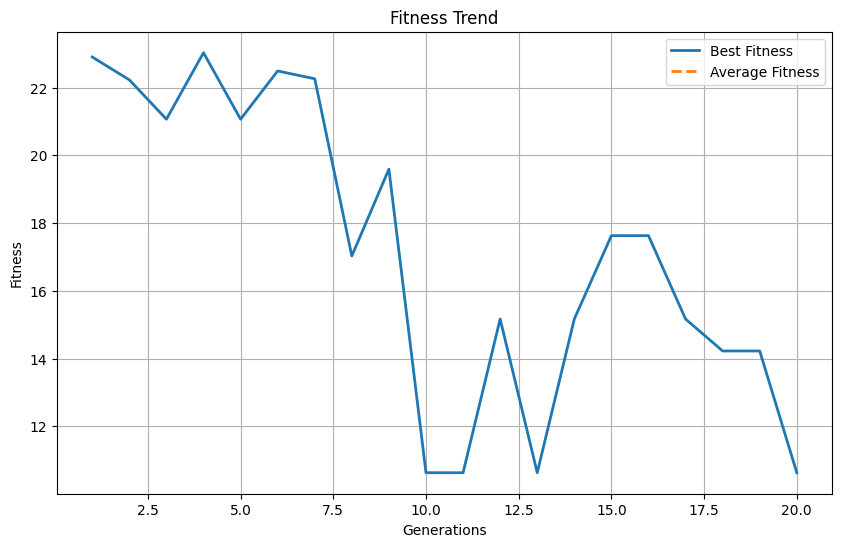 Fitness Trend
Best Fitness
Average Fitness
22
20
18
16
14
12
Fitness
2.5 5.0 7.5 10.0 12.5 15.0 17.5 20.0
Generations